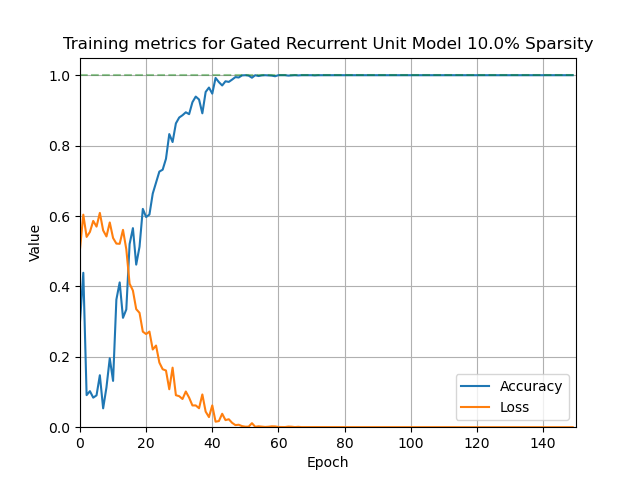 Training metrics for Gated Recurrent Unit Model 10.0% Sparsity
1.0
0.8
0.6
0.4
0.2
0.0
Value
0 20 40 60 80 100 120 140
Epoch
Accuracy
Loss